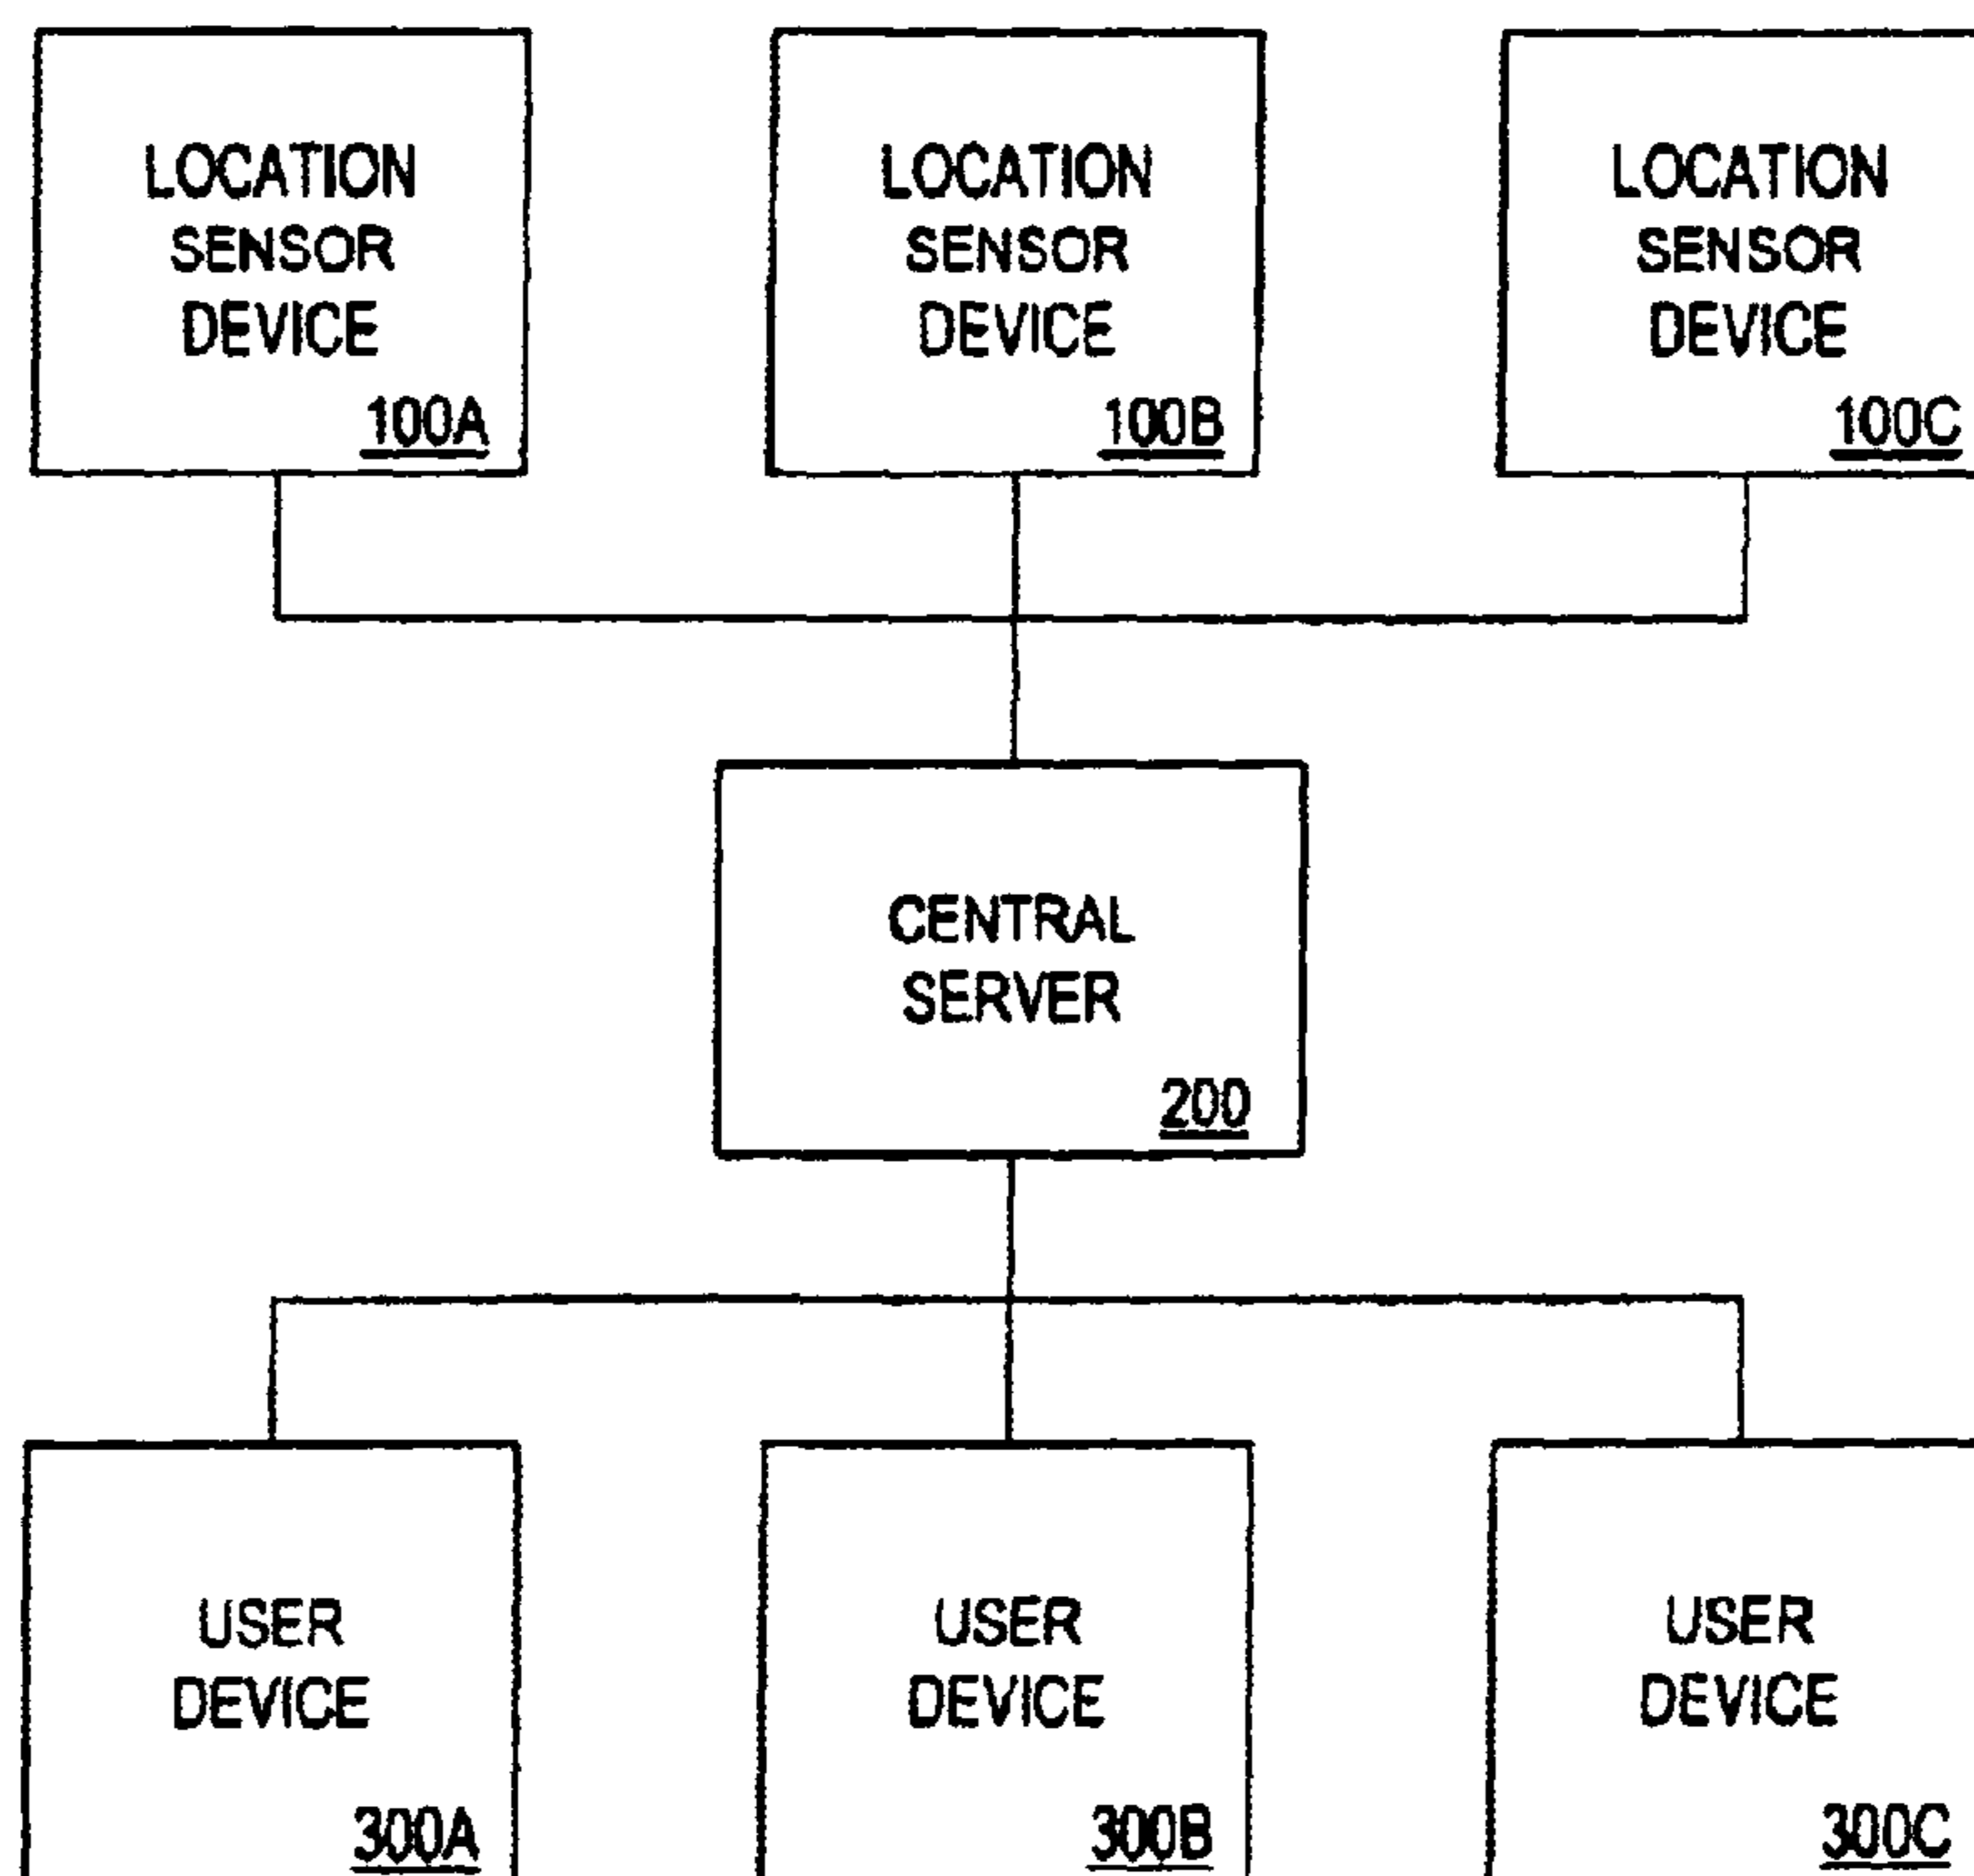 LOCATION
SENSOR
DEVICE
100A
LOCATION
SENSOR
DEVICE
100B
LOCATION
SENSOR
DEVICE
100C
CENTRAL
SERVER
200
USER
DEVICE
300A
USER
DEVICE
300B
USER
DEVICE
300C